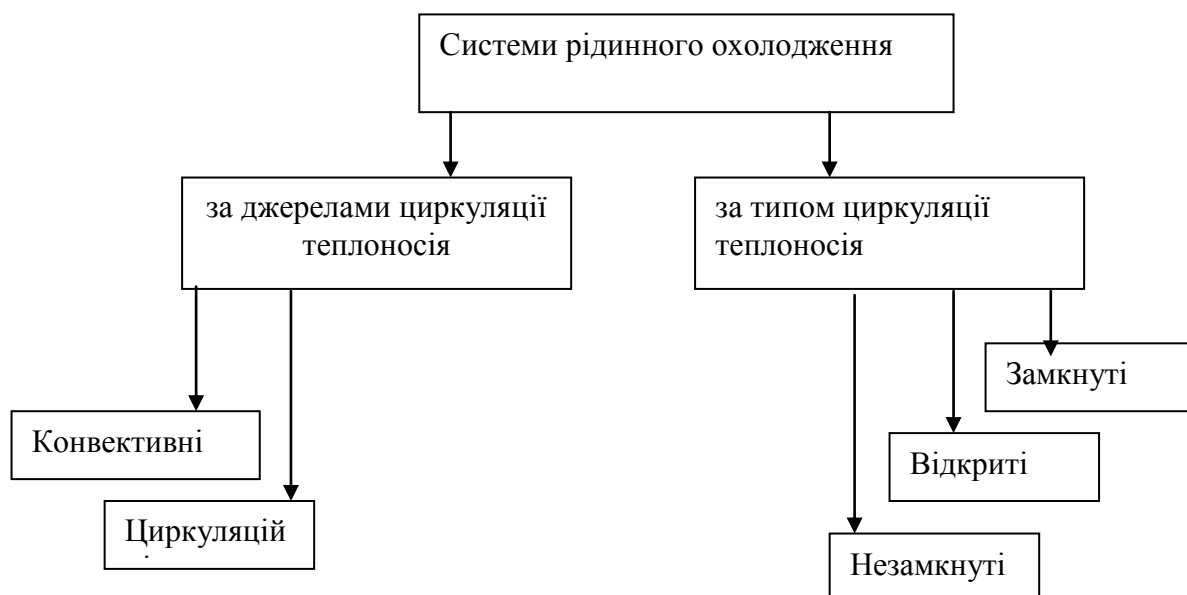 Системи рідинного охолодження
за джерелами циркуляції
теплоносія
за типом циркуляції
теплоносія
Замкнуті
Конвективні
Відкриті
Циркуляцій
Незамкнуті